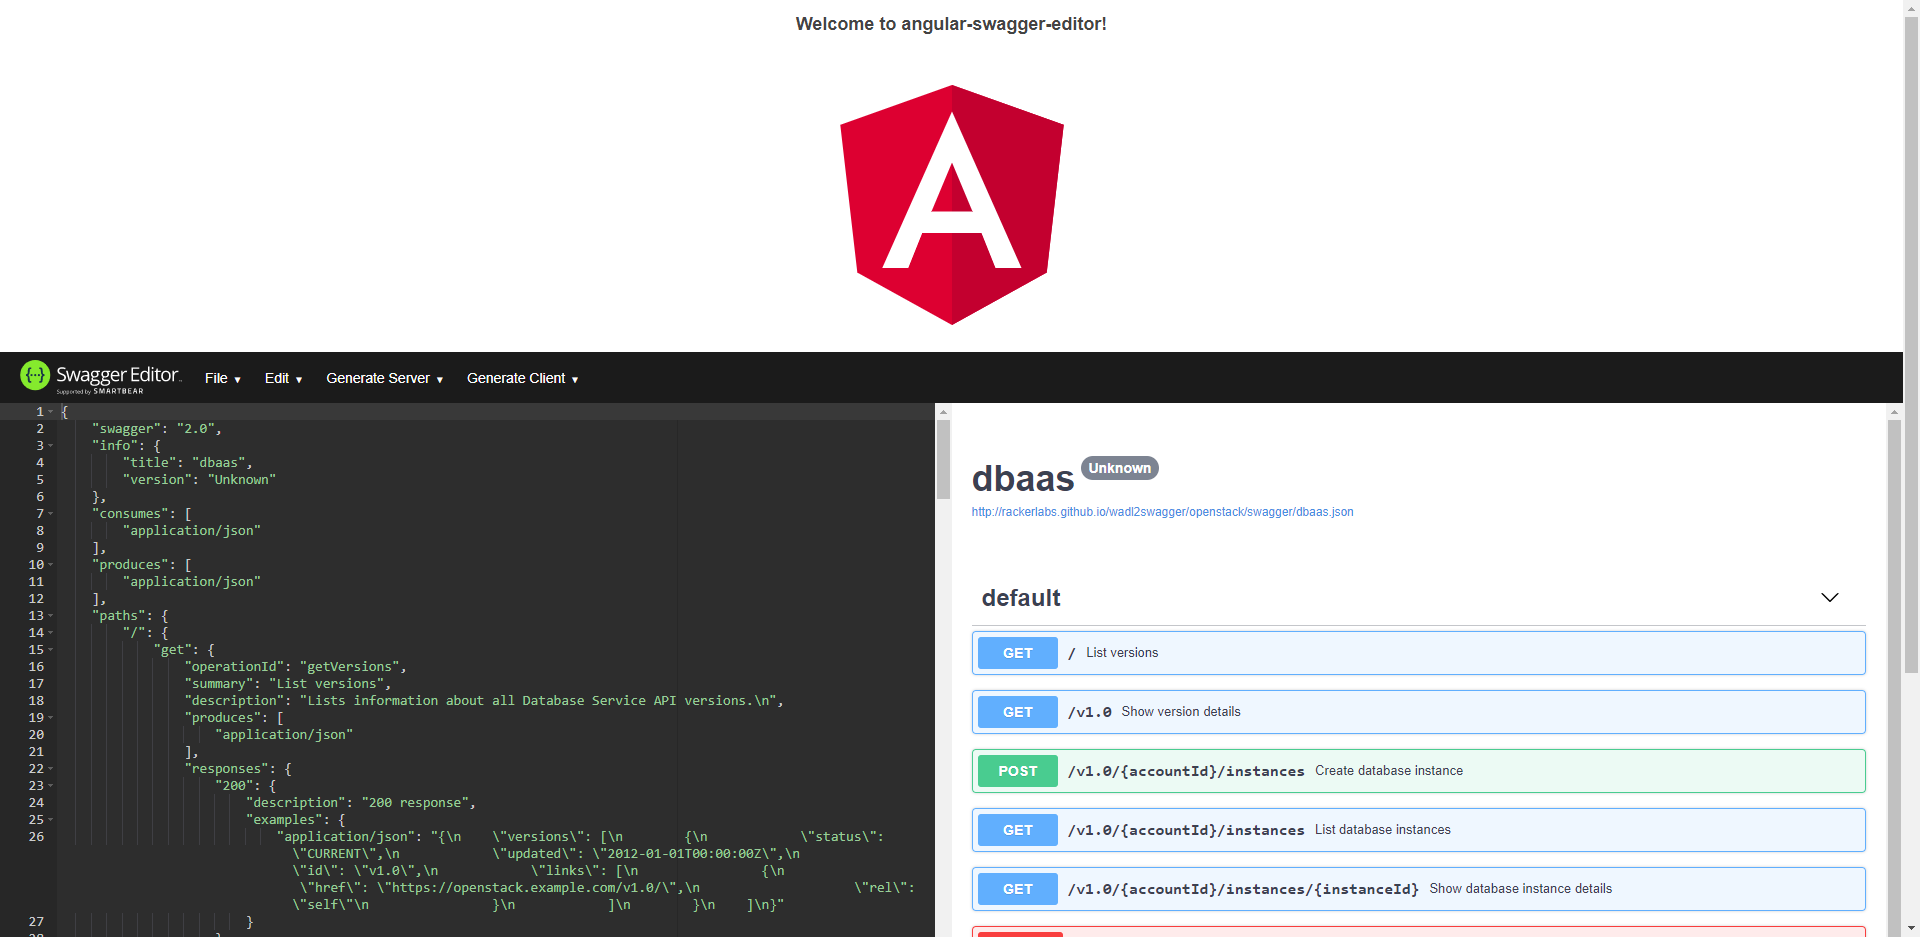 Welcome to angular-swagger-editor!
Swagger Editor
Supported by SMARTBEAR
File ▾ Edit ▾ Generate Server ▾ Generate Client ▾
1 {
2 "swagger": "2.0",
3 "info": {
4 "title": "dbaas",
5 "version": "Unknown"
6 },
7 "consumes": [
8 "application/json"
9 ],
10 "produces": [
11 "application/json"
12 ],
13 "paths": {
14 "/": {
15 "get": {
16 "operationId": "getVersions",
17 "summary": "List versions",
18 "description": "Lists information about all Database Service API versions.\n",
19 "produces": [
20 "application/json"
21 ],
22 "responses": {
23 "200": {
24 "description": "200 response",
25 "examples": {
26 "application/json": "{\n    \"versions\": [\n        {\n            \"status\":
\"CURRENT\",\n            \"updated\": \"2012-01-01T00:00:00Z\",\n
\"id\": \"v1.0\",\n            \"links\": [\n                {\n
\"href\": \"https://openstack.example.com/v1.0/\",\n                    \"rel\":
\"self\"\n                }\n            ]\n        }\n    ]\n}"
27 }
28 }
dbaas Unknown
http://rackerlabs.github.io/wadl2swagger/openstack/swagger/dbaas.json
default
GET / List versions
GET /v1.0 Show version details
POST /v1.0/{accountId}/instances Create database instance
GET /v1.0/{accountId}/instances List database instances
GET /v1.0/{accountId}/instances/{instanceId} Show database instance details